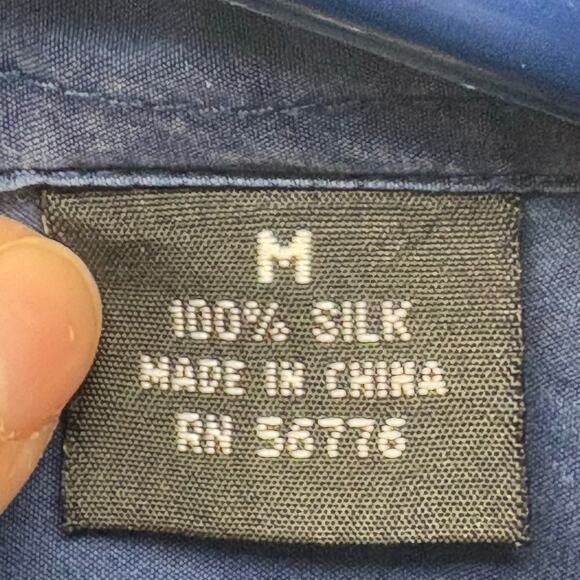 M
100% SILK
MADE IN CHINA
RN 56776